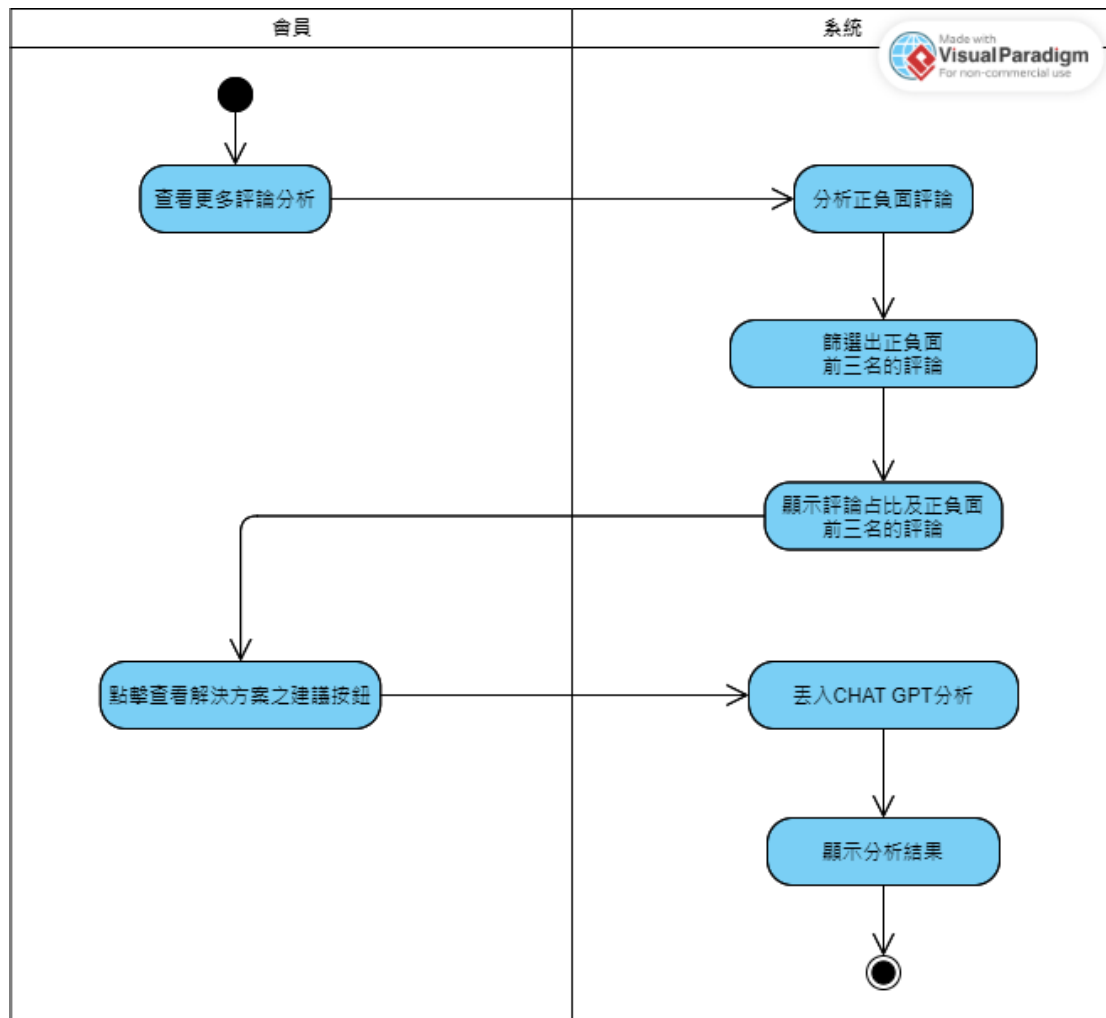 會員
系統
Made with
Visual Paradigm
For non-commercial use
查看更多評論分析
分析正負面評論
篩選出正負面
前三名的評論
顯示評論占比及正負面
前三名的評論
點擊查看解決方案之建議按鈕
丟入CHAT GPT分析
顯示分析結果